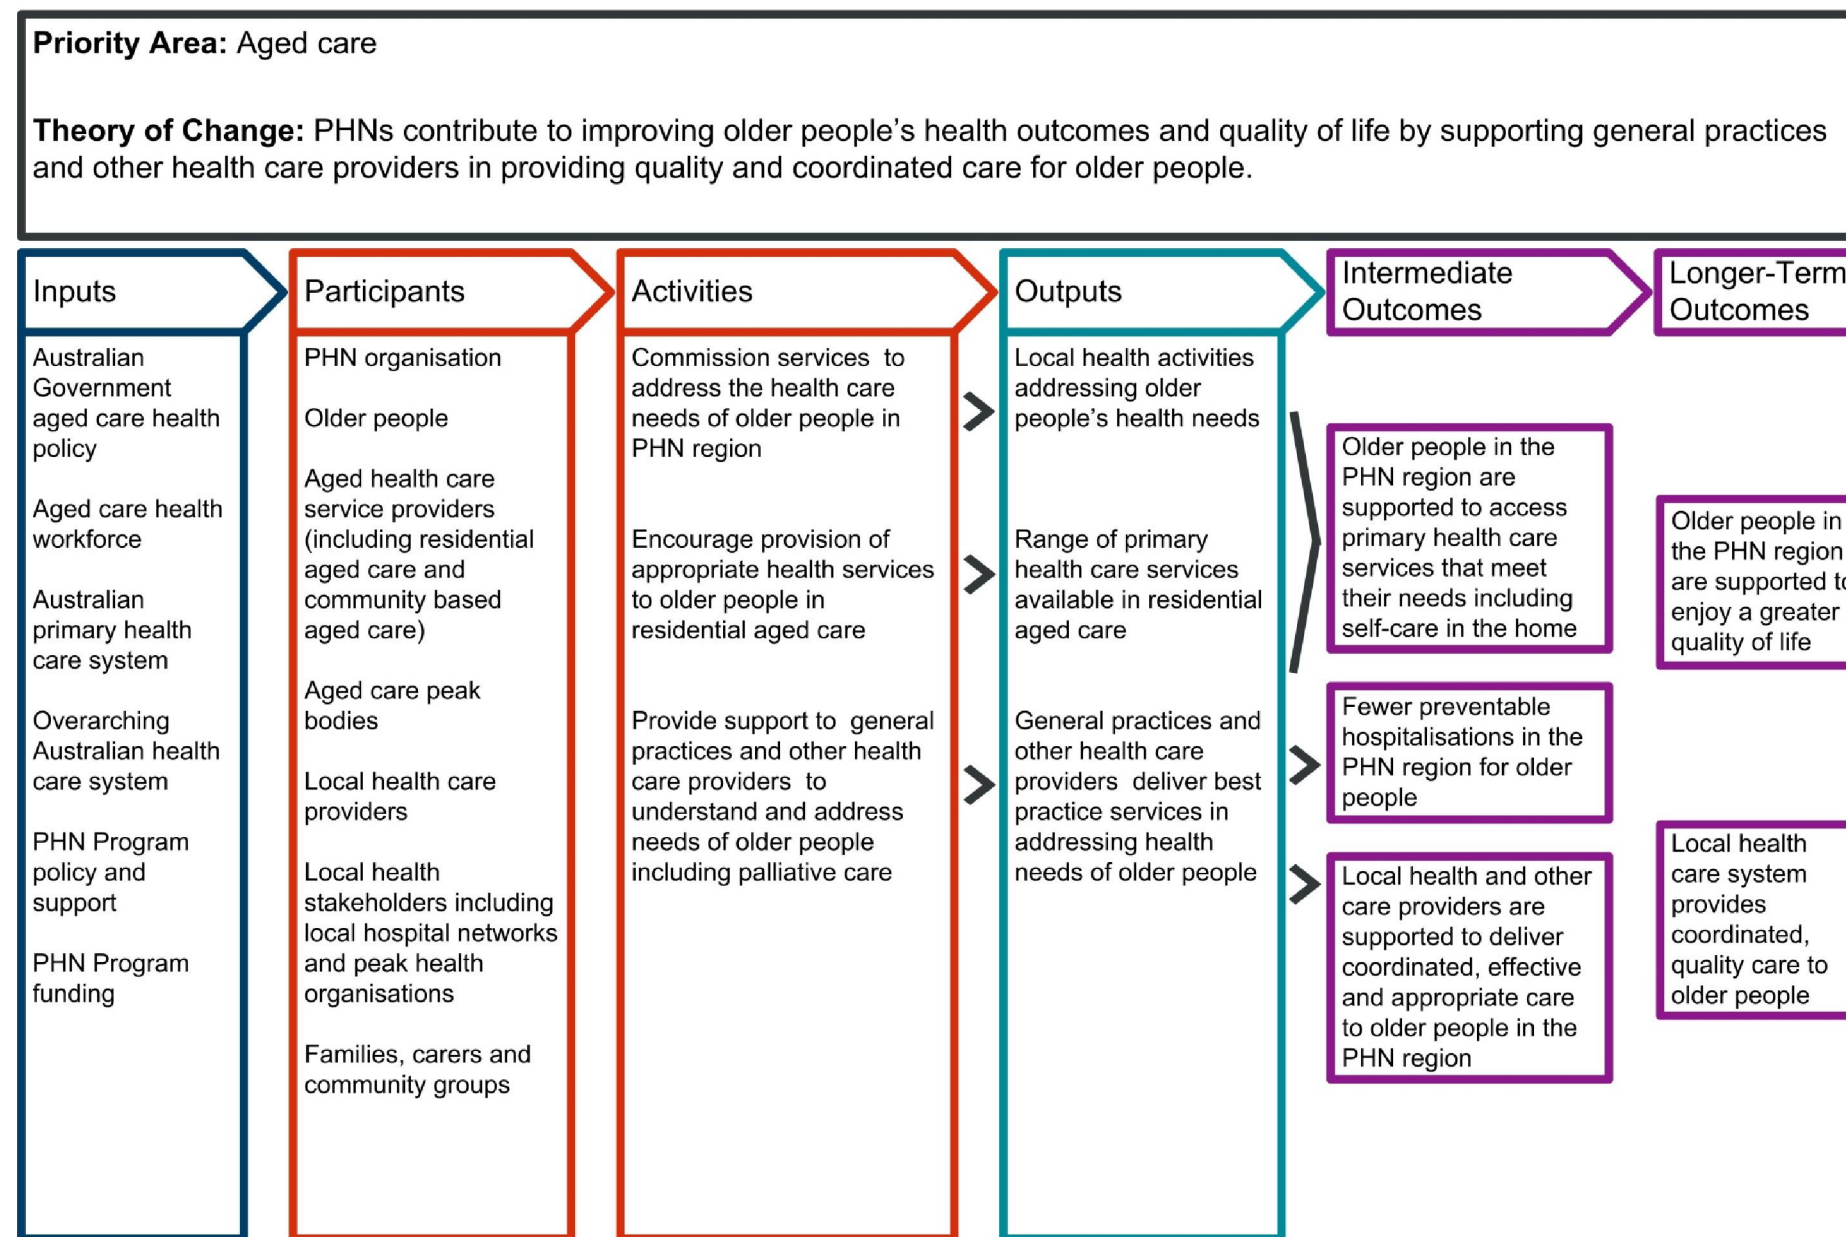 Priority Area: Aged care
Theory of Change: PHNs contribute to improving older people’s health outcomes and quality of life by supporting general practices
and other health care providers in providing quality and coordinated care for older people.
Inputs
Australian
Government
aged care health
policy
Aged care health
workforce
Australian
primary health
care system
Overarching
Australian health
care system
PHN Program
policy and
support
PHN Program
funding
Participants
PHN organisation
Older people
Aged health care
service providers
(including residential
aged care and
community based
aged care)
Aged care peak
bodies
Local health care
providers
Local health
stakeholders including
local hospital networks
and peak health
organisations
Families, carers and
community groups
Activities
Commission services to
address the health care
needs of older people in
PHN region
Encourage provision of
appropriate health services
to older people in
residential aged care
Provide support to general
practices and other health
care providers to
understand and address
needs of older people
including palliative care
Outputs
Local health activities
addressing older
people’s health needs
Range of primary
health care services
available in residential
aged care
General practices and
other health care
providers deliver best
practice services in
addressing health
needs of older people
Intermediate
Outcomes
Older people in the
PHN region are
supported to access
primary health care
services that meet
their needs including
self-care in the home
Fewer preventable
hospitalisations in the
PHN region for older
people
Local health and other
care providers are
supported to deliver
coordinated, effective
and appropriate care
to older people in the
PHN region
Longer-Term
Outcomes
Older people in
the PHN region
are supported to
enjoy a greater
quality of life
Local health
care system
provides
coordinated,
quality care to
older people